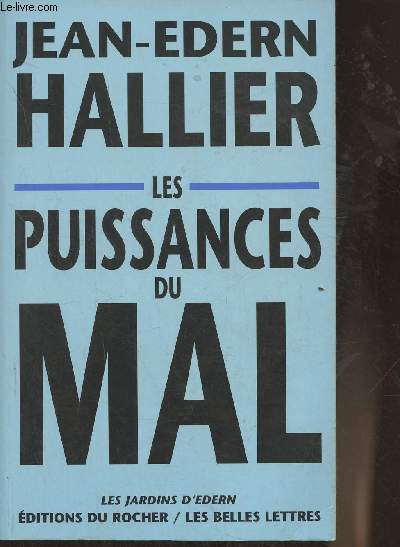 Le-livre.com
JEAN-EDERN
HALLIER
LES
PUISSANCES
DU
MAL
LES JARDINS D'EDERN
ÉDITIONS DU ROCHER / LES BELLES LETTRES